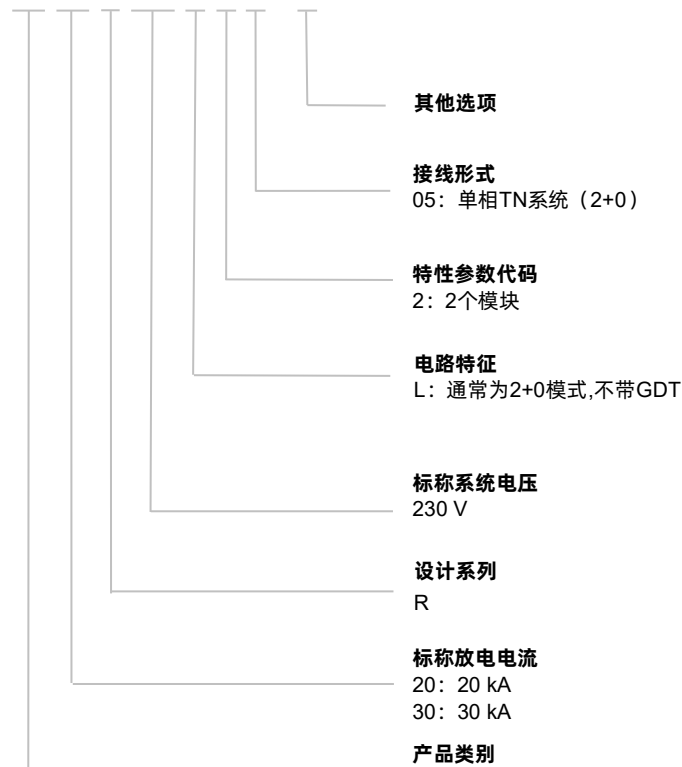 其他选项
接线形式
05：单相TN系统（2+0）
特性参数代码
2：2个模块
电路特征
L：通常为2+0模式,不带GDT
标称系统电压
230 V
设计系列
R
标称放电电流
20：20 kA
30：30 kA
产品类别